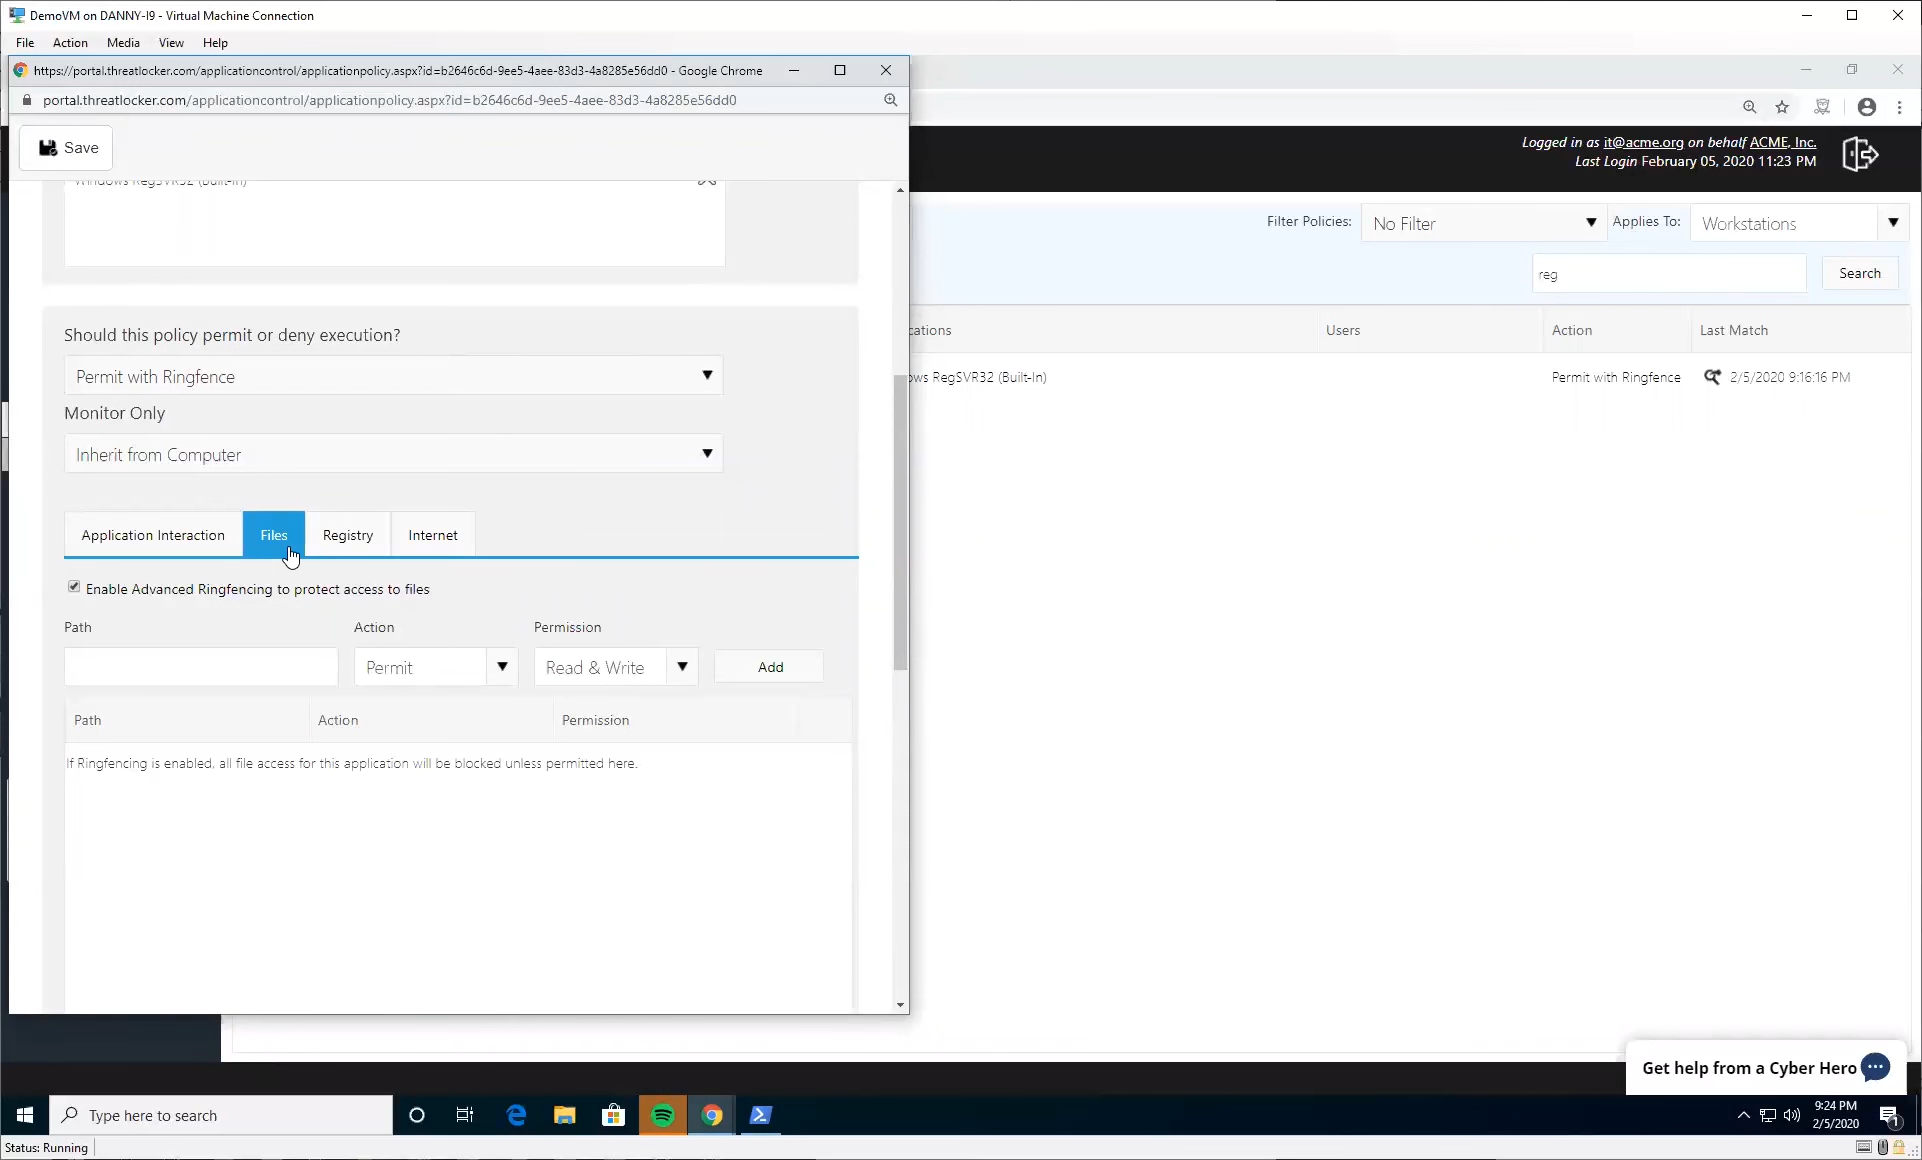 DemoVM on DANNY-I9 - Virtual Machine Connection
File Action Media View Help
https://portal.threatlocker.com/applicationcontrol/applicationpolicy.aspx?id=b2646c6d-9ee5-4aee-83d3-4a8285e56dd0 - Google Chrome
portal.threatlocker.com/applicationcontrol/applicationpolicy.aspx?id=b2646c6d-9ee5-4aee-83d3-4a8285e56dd0
Save
Logged in as it@acme.org on behalf ACME, Inc.
Last Login February 05, 2020 11:23 PM
Windows RegSVR32 (Built-In)
Filter Policies: No Filter Applies To: Workstations
reg Search
Should this policy permit or deny execution?
Permit with Ringfence
Monitor Only
Inherit from Computer
cations Users Action Last Match
ows RegSVR32 (Built-In) Permit with Ringfence 2/5/2020 9:16:16 PM
Application Interaction Files Registry Internet
Enable Advanced Ringfencing to protect access to files
Path Action Permission
Permit Read & Write Add
Path Action Permission
If Ringfencing is enabled, all file access for this application will be blocked unless permitted here.
Get help from a Cyber Hero
Type here to search
9:24 PM
2/5/2020
1
Status: Running